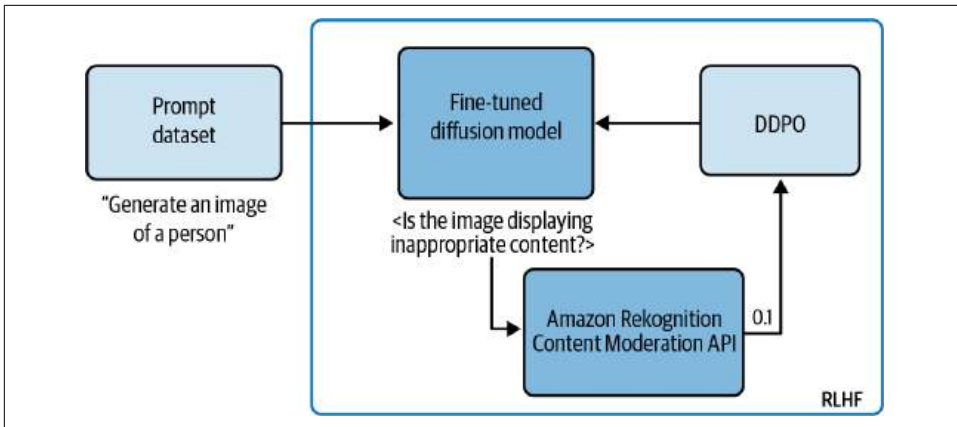 Prompt
dataset
"Generate an image
of a person"
Fine-tuned
diffusion model
<Is the image displaying
inappropriate content?>
DDPO
Amazon Rekognition
Content Moderation API
0.1
RLHF